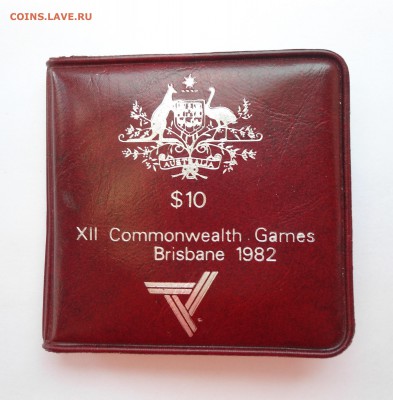 COINS.LAVE.RU
AUSTRALIA
$10
XII Commonwealth Games
Brisbane 1982